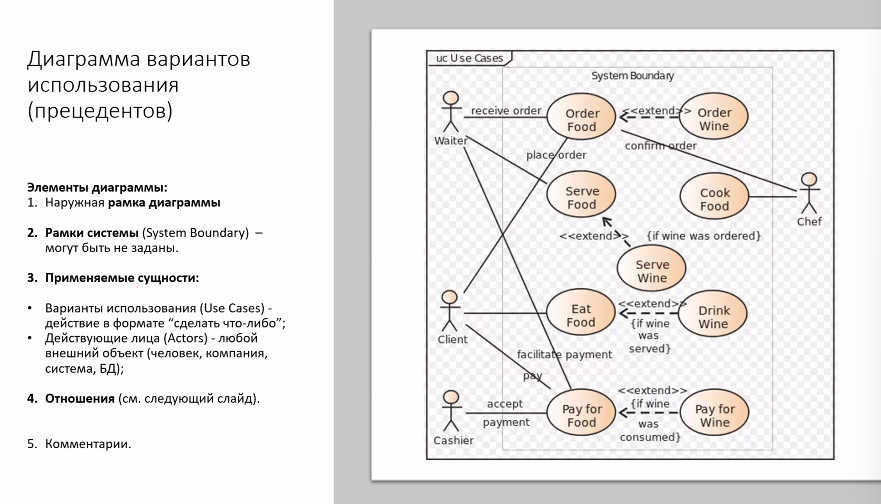 Диаграмма вариантов
использования
(прецедентов)
Элементы диаграммы:
1. Наружная рамка диаграммы
2. Рамки системы (System Boundary) –
могут быть не заданы.
3. Применяемые сущности:
• Варианты использования (Use Cases) -
действие в формате “сделать что-либо”;
• Действующие лица (Actors) - любой
внешний объект (человек, компания,
система, БД);
4. Отношения (см. следующий слайд).
5. Комментарии.
uc Use Cases
System Boundary
receive order
Order
Food
<<extend>>
Order
Wine
Waiter
place order
confirm order
Serve
Food
Cook
Food
Chef
<<extend>>
{if wine was ordered}
Serve
Wine
Client
Eat
Food
<<extend>>
{if wine
was
served}
Drink
Wine
facilitate payment
pay
Cashier
accept
payment
Pay for
Food
<<extend>>
{if wine
was
consumed}
Pay for
Wine